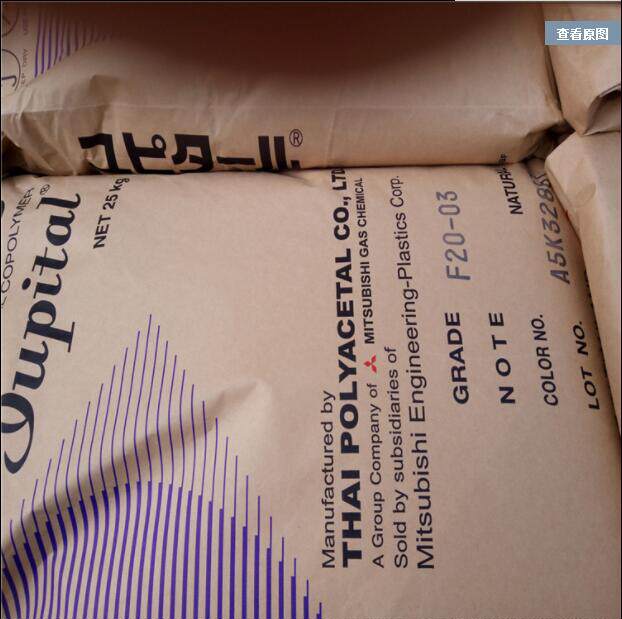 查看原图
ユピタール®
COPOLYMER
Iupital®
NET 25 kg
Manufactured by
THAI POLYACETAL CO., LTD
A Group Company of MITSUBISHI GAS CHEMICAL
Sold by subsidiaries of
Mitsubishi Engineering-Plastics Corp.
GRADE F20-03
NOTE
COLOR NO. NATURAL
LOT NO. A5K328